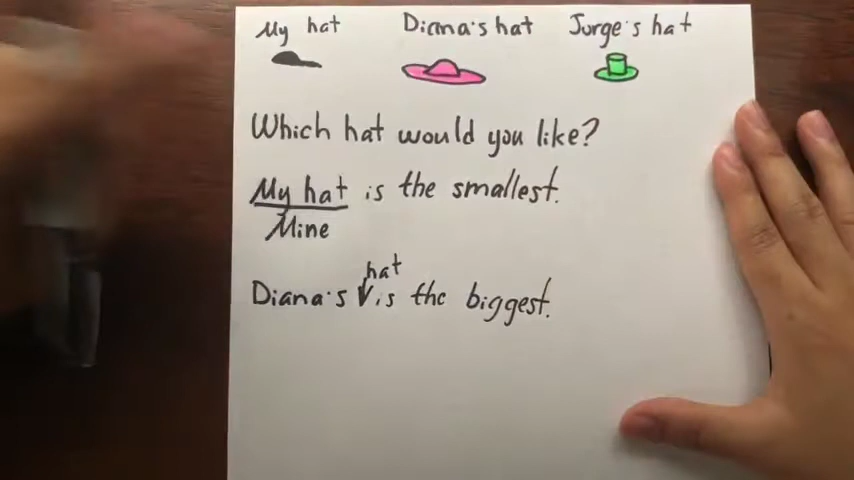 My hat Diana's hat Jorge's hat
Which hat would you like?
My hat is the smallest.
Mine
hat
Diana's is the biggest.